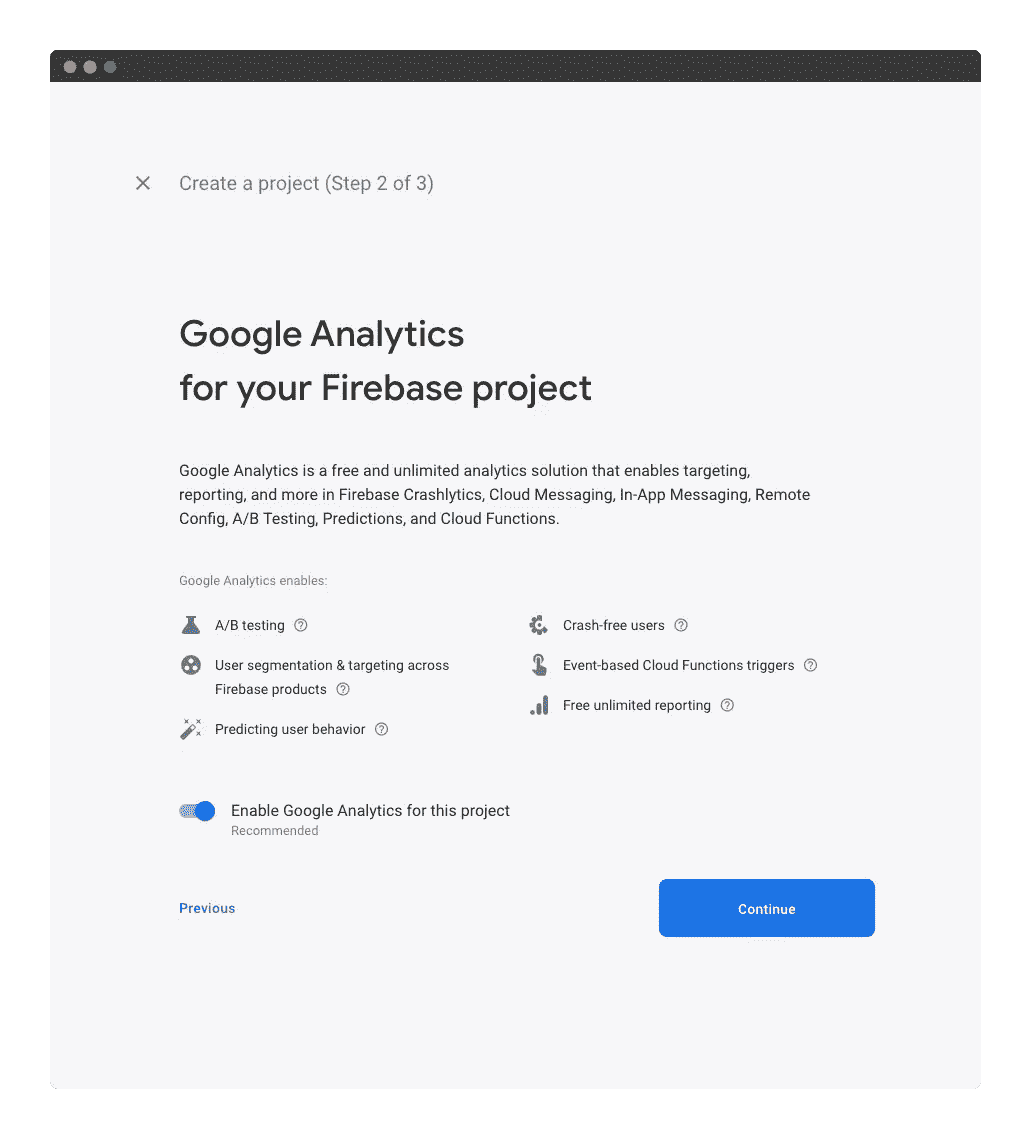 Create a project (Step 2 of 3)
Google Analytics
for your Firebase project
Google Analytics is a free and unlimited analytics solution that enables targeting,
reporting, and more in Firebase Crashlytics, Cloud Messaging, In-App Messaging, Remote
Config, A/B Testing, Predictions, and Cloud Functions.
Google Analytics enables:
A/B testing
User segmentation & targeting across
Firebase products
Predicting user behavior
Crash-free users
Event-based Cloud Functions triggers
Free unlimited reporting
Enable Google Analytics for this project
Recommended
Previous
Continue